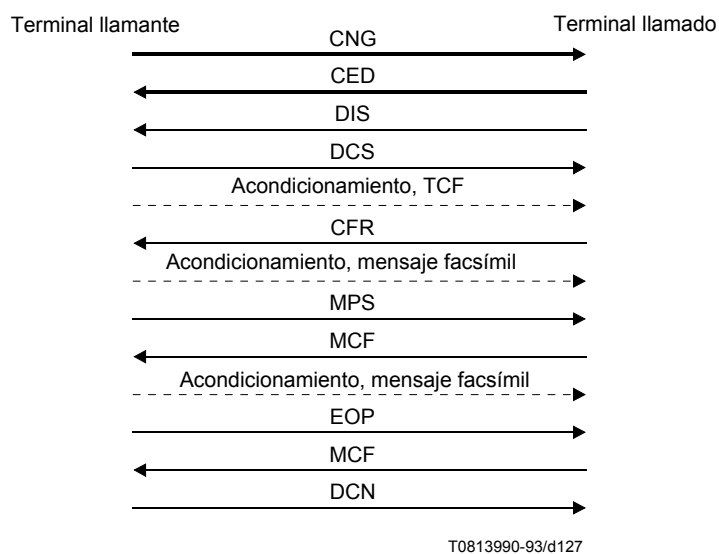 Terminal llamante
Terminal llamado
CNG
CED
DIS
DCS
Acondicionamiento, TCF
CFR
Acondicionamiento, mensaje facsímil
MPS
MCF
Acondicionamiento, mensaje facsímil
EOP
MCF
DCN
T0813990-93/d127